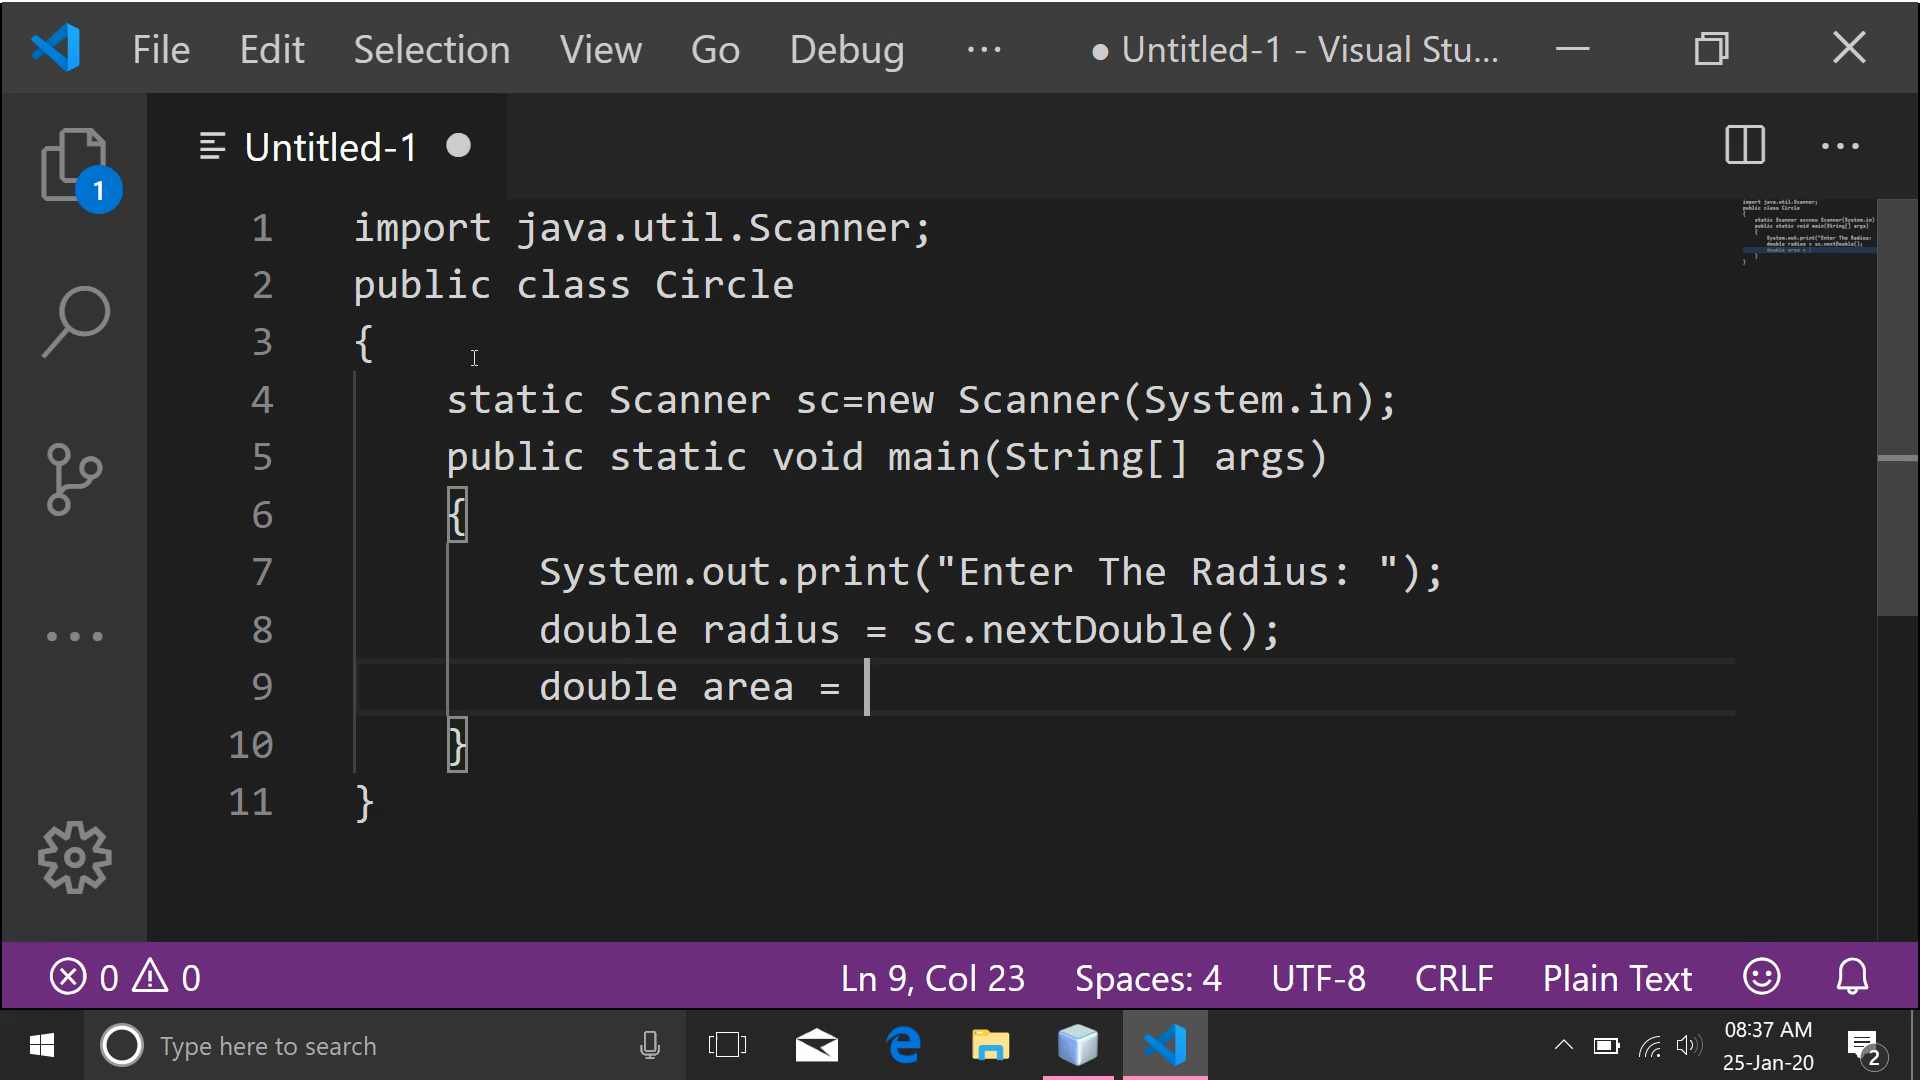 File Edit Selection View Go Debug ··· ● Untitled-1 - Visual Stu...
Untitled-1
1
1 import java.util.Scanner;
2 public class Circle
3 {
4 static Scanner sc=new Scanner(System.in);
5 public static void main(String[] args)
6 {
7 System.out.print("Enter The Radius: ");
8 double radius = sc.nextDouble();
9 double area =
10 }
11 }
0 0 Ln 9, Col 23 Spaces: 4 UTF-8 CRLF Plain Text
Type here to search
08:37 AM
25-Jan-20
2